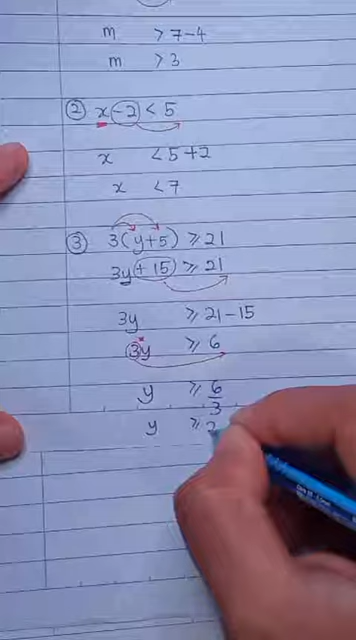 m > 7-4
m > 3
② x - 2 < 5
x < 5 + 2
x < 7
③ 3(y+5) ≥ 21
3y + 15 ≥ 21
3y ≥ 21 - 15
3y ≥ 6
y ≥ 6/3
y ≥ 2